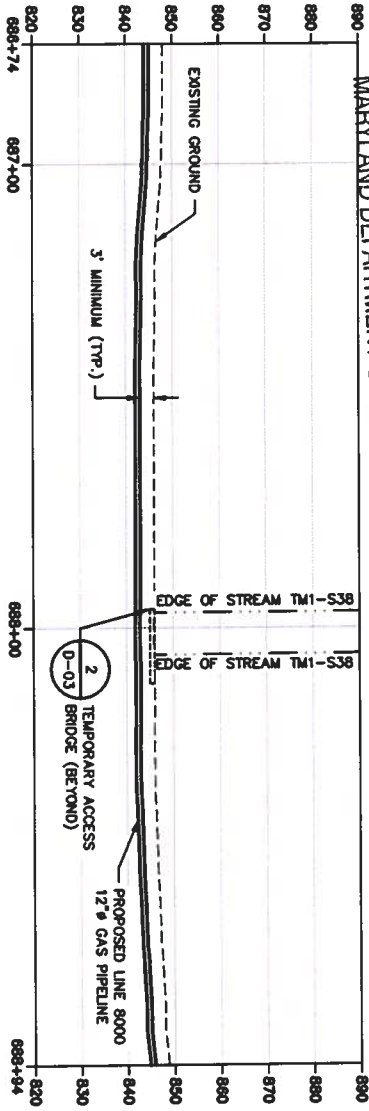 MARYLAND DEPARTMENT
890
880
870
860
850
840
830
820
890
880
870
860
850
840
830
820
EXISTING GROUND
3' MINIMUM (TYP.)
EDGE OF STREAM TM1-S38
EDGE OF STREAM TM1-S38
2
D-03
TEMPORARY ACCESS
BRIDGE (BEYOND)
PROPOSED LINE 8000
12"ø GAS PIPELINE
688+74
687+00
688+00
688+94